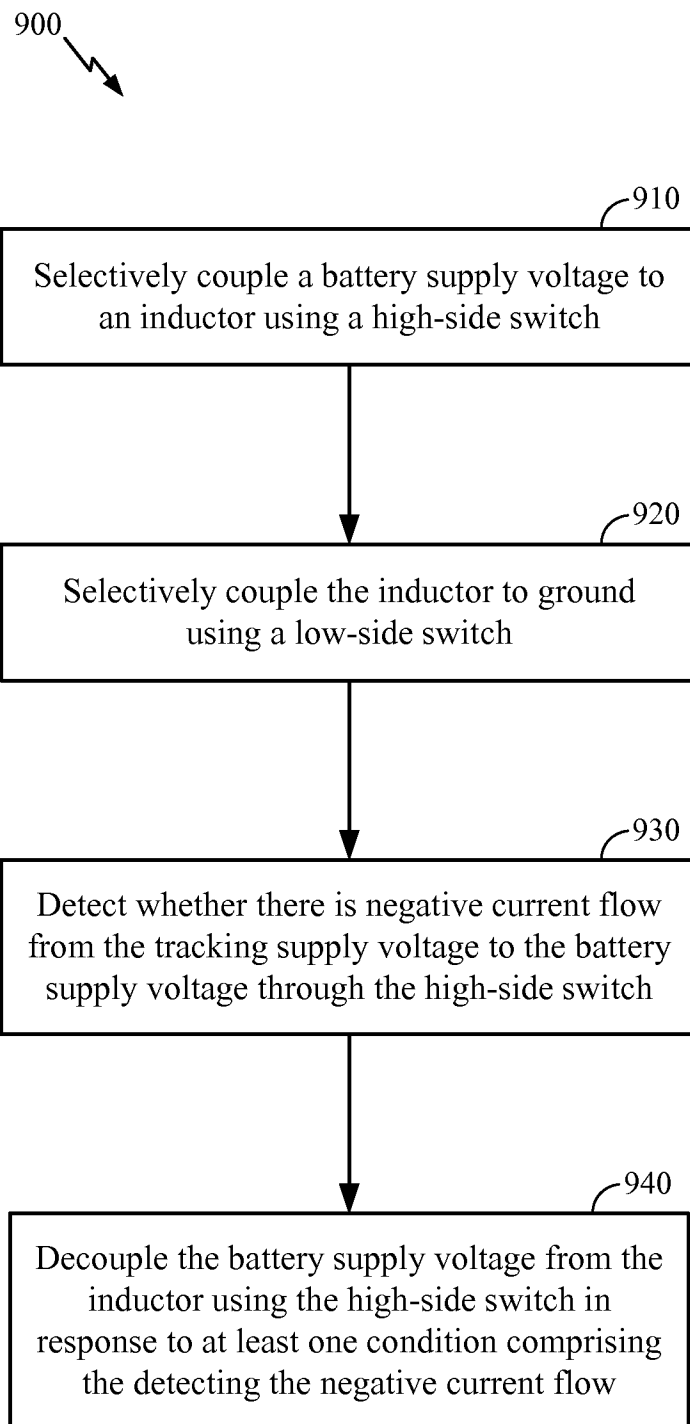 900
910
Selectively couple a battery supply voltage to
an inductor using a high-side switch
920
Selectively couple the inductor to ground
using a low-side switch
930
Detect whether there is negative current flow
from the tracking supply voltage to the battery
supply voltage through the high-side switch
940
Decouple the battery supply voltage from the
inductor using the high-side switch in
response to at least one condition comprising
the detecting the negative current flow